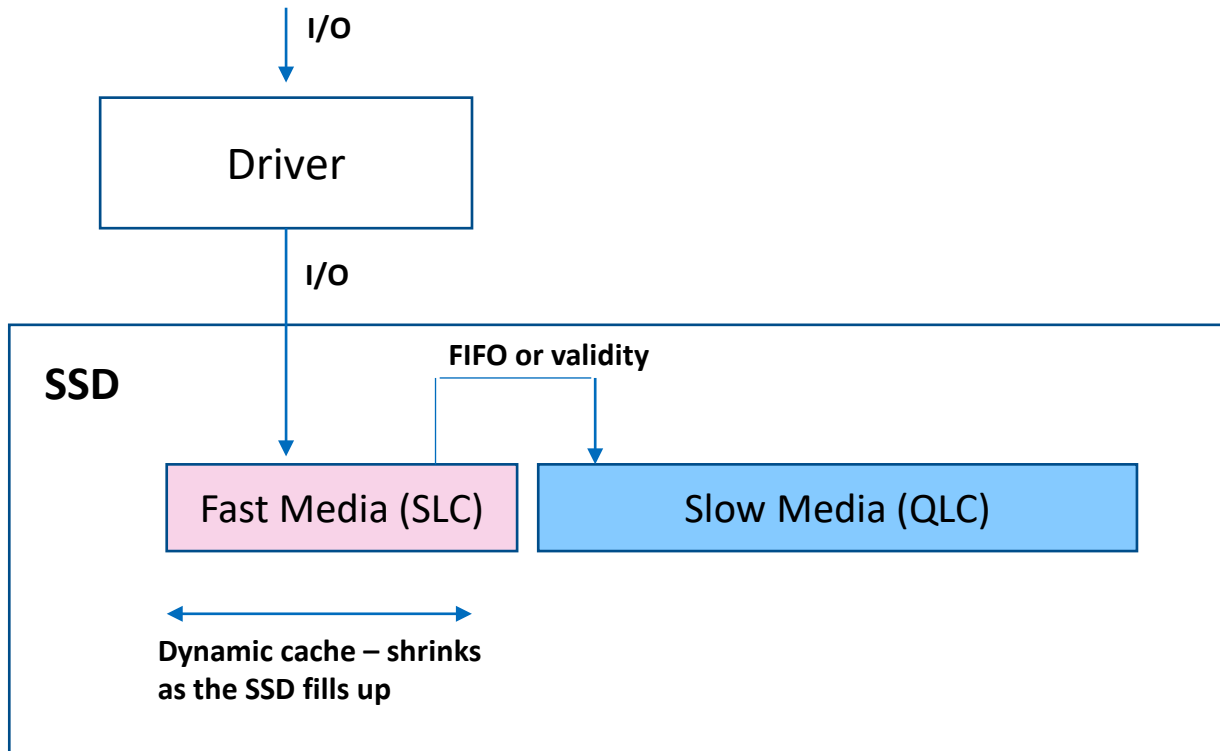 I/O
Driver
I/O
SSD
FIFO or validity
Fast Media (SLC)
Slow Media (QLC)
Dynamic cache – shrinks
as the SSD fills up